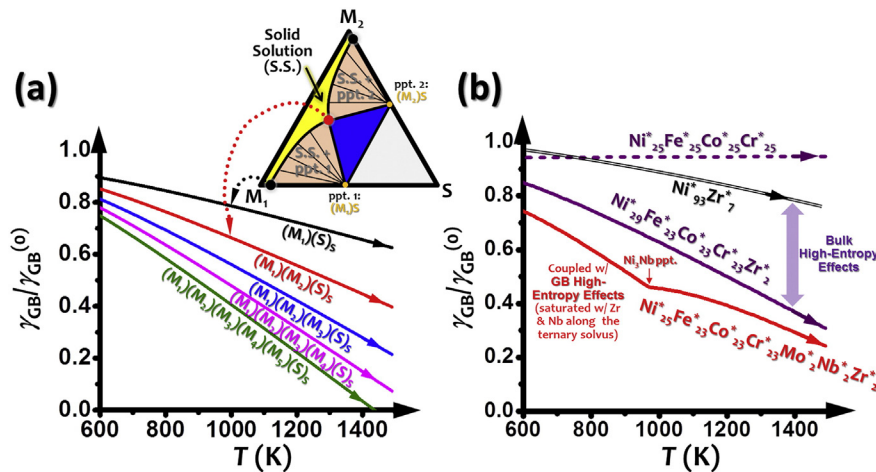 (a)
Solid
Solution
(S.S.)
M₂
S.S. +
ppt. 2
ppt. 2:
(M₂)S
S.S. +
ppt. 1
M₁
ppt. 1:
(M₁)S
S
γGB/γGB⁽⁰⁾
1.0
0.8
0.6
0.4
0.2
0.0
(M₁)(S)ₛ
(M₁)(M₂)(S)ₛ
(M₁)(M₂)(M₃)(S)ₛ
(M₁)(M₂)(M₃)(M₄)(S)ₛ
(M₁)(M₂)(M₃)(M₄)(M₅)(S)ₛ
600 800 1000 1200 1400
T (K)
(b)
γGB/γGB⁽⁰⁾
1.0
0.8
0.6
0.4
0.2
0.0
Ni*₂₅Fe*₂₅Co*₂₅Cr*₂₅
Ni*₉₃Zr*₇
Ni*₂₉Fe*₂₃Co*₂₃Cr*₂₃Zr*₂
Bulk
High-Entropy
Effects
Ni₃Nb ppt.
Coupled w/
GB High-
Entropy Effects
(saturated w/ Zr
& Nb along the
ternary solvus)
Ni*₂₅Fe*₂₃Co*₂₃Cr*₂₃Mo*₂Nb*₂Zr*₂
600 800 1000 1200 1400
T (K)